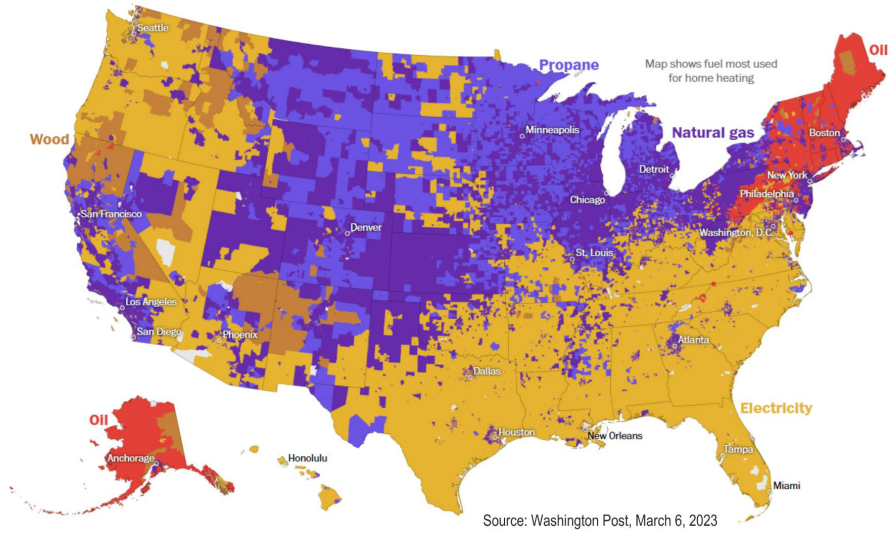 Seattle
Propane
Map shows fuel most used
for home heating
Oil
Wood
Minneapolis
Natural gas
Boston
Detroit
New York
Philadelphia
Chicago
San Francisco
Denver
Washington, D.C.
St. Louis
Los Angeles
San Diego
Phoenix
Atlanta
Dallas
Electricity
Oil
Houston
New Orleans
Anchorage
Honolulu
Tampa
Miami
Source: Washington Post, March 6, 2023